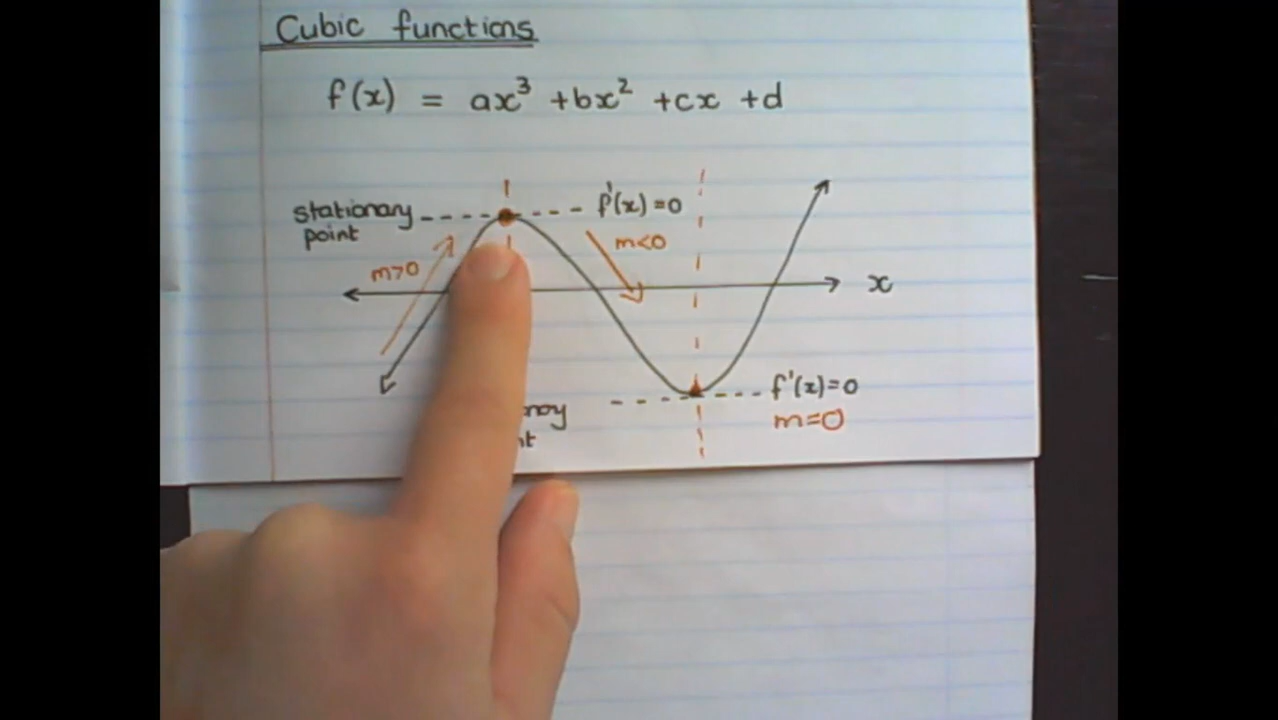 Cubic functions
f(x) = ax³ + bx² + cx + d
stationary
point
f'(x) = 0
m>0
m<0
x
f'(x) = 0
m=0